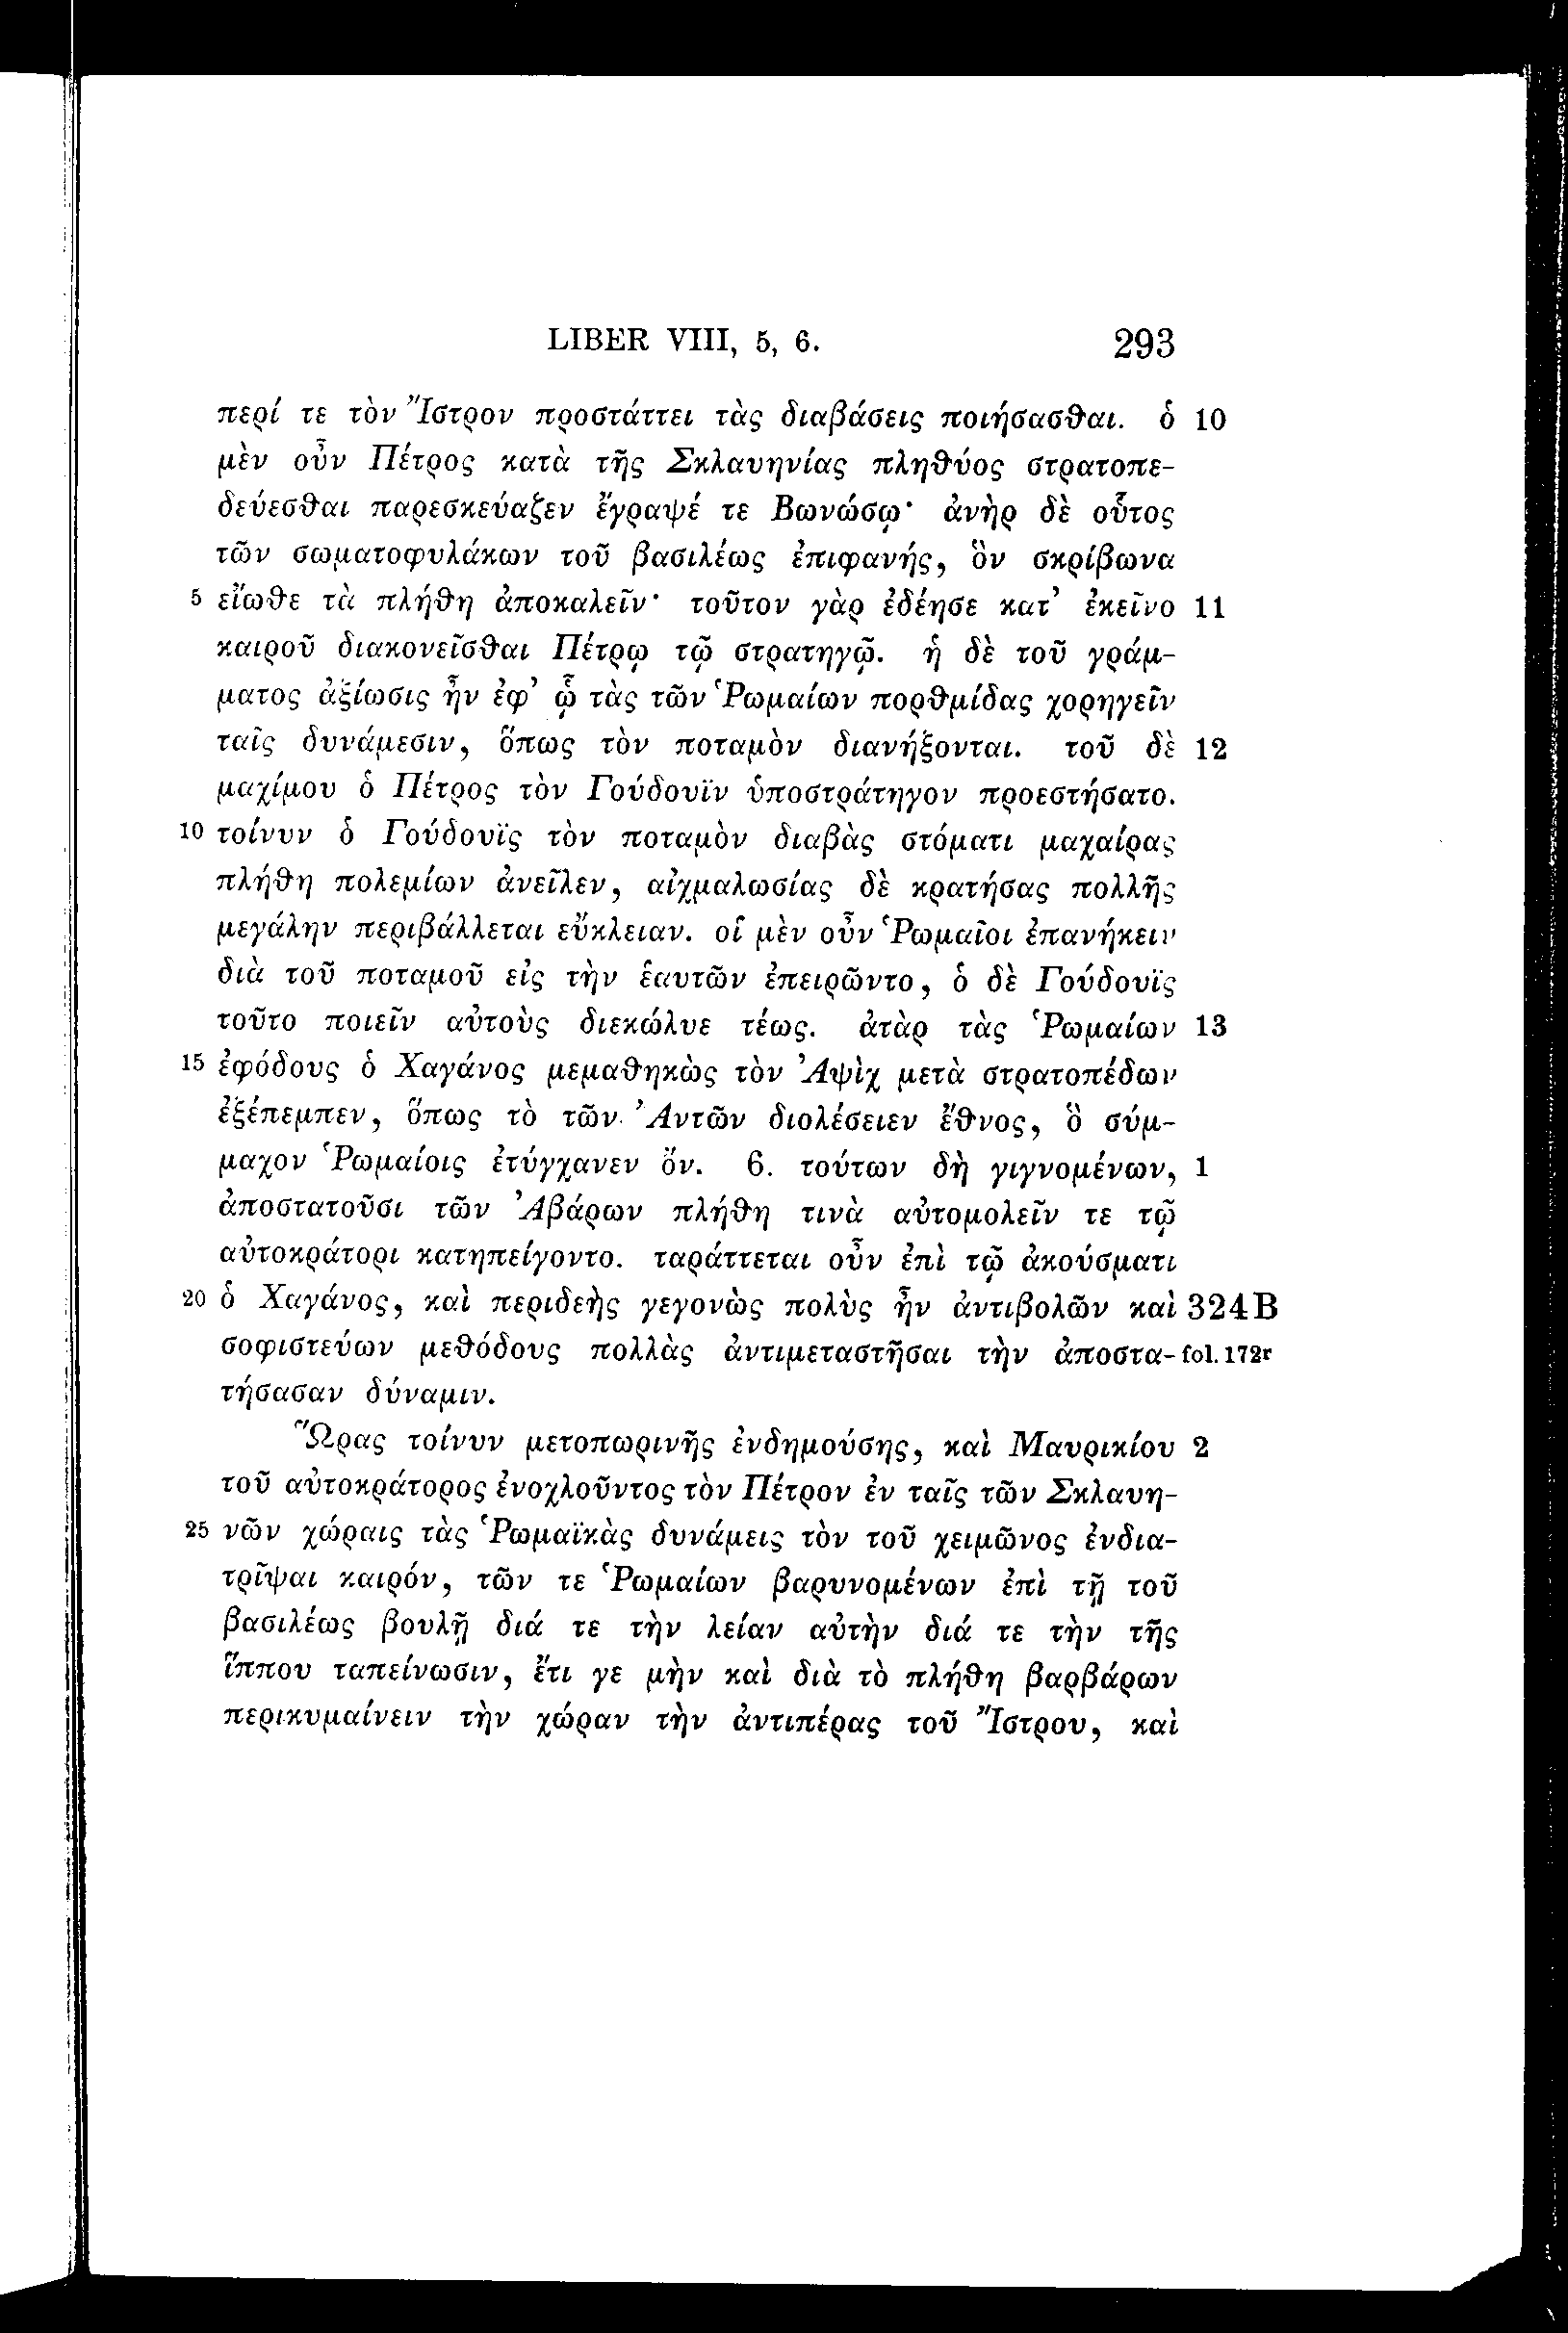 LIBER VIII, 5, 6. 293
περί τε τὸν Ἴστρον προστάττει τὰς διαβάσεις ποιήσασθαι. ὁ 10
μὲν οὖν Πέτρος κατὰ τῆς Σκλαυηνίας πληθύος στρατοπε-
δεύεσθαι παρεσκεύαζεν ἔγραψέ τε Βωνώσῳ· ἀνὴρ δὲ οὗτος
τῶν σωματοφυλάκων τοῦ βασιλέως ἐπιφανής, ὃν σκρίβωνα
5 εἴωθε τὰ πλήθη ἀποκαλεῖν· τοῦτον γὰρ ἐδέησε κατ’ ἐκεῖνο 11
καιροῦ διακονεῖσθαι Πέτρῳ τῷ στρατηγῷ. ἡ δὲ τοῦ γράμ-
ματος ἀξίωσις ἦν ἐφ’ ᾧ τὰς τῶν Ῥωμαίων πορθμίδας χορηγεῖν
ταῖς δυνάμεσιν, ὅπως τὸν ποταμὸν διανήξονται. τοῦ δὲ 12
μαχίμου ὁ Πέτρος τὸν Γούδουϊν ὑποστράτηγον προεστήσατο.
10 τοίνυν ὁ Γούδουϊς τὸν ποταμὸν διαβὰς στόματι μαχαίρας
πλήθη πολεμίων ἀνεῖλεν, αἰχμαλωσίας δὲ κρατήσας πολλῆς
μεγάλην περιβάλλεται εὔκλειαν. οἱ μὲν οὖν Ῥωμαῖοι ἐπανήκειν
διὰ τοῦ ποταμοῦ εἰς τὴν ἑαυτῶν ἐπειρῶντο, ὁ δὲ Γούδουϊς
τοῦτο ποιεῖν αὐτοὺς διεκώλυε τέως. ἀτὰρ τὰς Ῥωμαίων 13
15 ἐφόδους ὁ Χαγάνος μεμαθηκὼς τὸν Ἀψὶχ μετὰ στρατοπέδων
ἐξέπεμπεν, ὅπως τὸ τῶν Ἀντῶν διολέσειεν ἔθνος, ὃ σύμ-
μαχον Ῥωμαίοις ἐτύγχανεν ὄν. 6. τούτων δὴ γιγνομένων, 1
ἀποστατοῦσι τῶν Ἀβάρων πλήθη τινὰ αὐτομολεῖν τε τῷ
αὐτοκράτορι κατηπείγοντο. ταράττεται οὖν ἐπὶ τῷ ἀκούσματι
20 ὁ Χαγάνος, καὶ περιδεὴς γεγονὼς πολὺς ἦν ἀντιβολῶν καὶ 324B
σοφιστεύων μεθόδους πολλὰς ἀντιμεταστῆσαι τὴν ἀποστα- fol. 172r
τήσασαν δύναμιν.
Ὥρας τοίνυν μετοπωρινῆς ἐνδημούσης, καὶ Μαυρικίου 2
τοῦ αὐτοκράτορος ἐνοχλοῦντος τὸν Πέτρον ἐν ταῖς τῶν Σκλαυη-
25 νῶν χώραις τὰς Ῥωμαϊκὰς δυνάμεις τὸν τοῦ χειμῶνος ἐνδια-
τρῖψαι καιρόν, τῶν τε Ῥωμαίων βαρυνομένων ἐπὶ τῇ τοῦ
βασιλέως βουλῇ διά τε τὴν λείαν αὐτὴν διά τε τὴν τῆς
ἵππου ταπείνωσιν, ἔτι γε μὴν καὶ διὰ τὸ πλήθη βαρβάρων
περικυμαίνειν τὴν χώραν τὴν ἀντιπέρας τοῦ Ἴστρου, καὶ